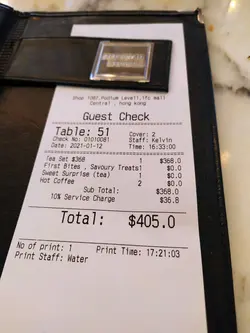 Shop 1087,Podium Level1,ifc mall
Central , hong kong
Guest Check
Table: 51 Cover: 2
Check No: 01010081 Staff: Kelvin
Date: 2021-01-12 Time: 16:33:00
Tea Set $368 $368.0
First Bites , Savoury Treats1 $0.0
Sweet Surprise (tea) 1 $0.0
Hot Coffee 2 $0.0
Sub Total: $368.0
10% Service Charge $36.8
Total: $405.0
No of print: 1 Print Time: 17:21:03
Print Staff: Water